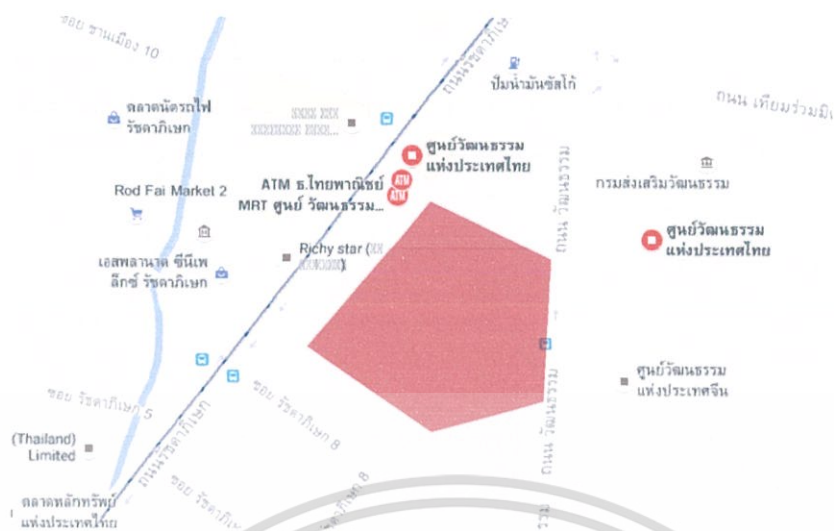 ซอย ชานเมือง 10
ถนนรัชดาภิเษ
ปั๊มน้ำมันซัสโก้
ถนน เทียมร่วมมิ
ตลาดนัดรถไฟ
รัชดาภิเษก
ศูนย์วัฒนธรรม
แห่งประเทศไทย
ถนน วัฒนธรรม
กรมส่งเสริมวัฒนธรรม
ATM ธ.ไทยพาณิชย์
MRT ศูนย์ วัฒนธรรม...
ATM
ATM
Rod Fai Market 2
ศูนย์วัฒนธรรม
แห่งประเทศไทย
Richy star (
เอสพลานาด ซีนีเพ
ล็กซ์ รัชดาภิเษก
ศูนย์วัฒนธรรม
แห่งประเทศจีน
ซอย รัชดาภิเษก 5
ซอย รัชดาภิเษก 8
ถนนรัชดาภิเษก
ถนน วัฒนธรรม
(Thailand)
Limited
ซอย รัชดาภิเ
ภิเษก 8
ตลาดหลักทรัพย์
แห่งประเทศไทย
รรม